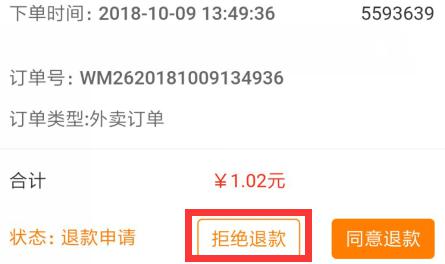 下单时间: 2018-10-09 13:49:36 5593639
订单号: WM2620181009134936
订单类型:外卖订单
合计 ￥1.02元
状态: 退款申请 拒绝退款 同意退款